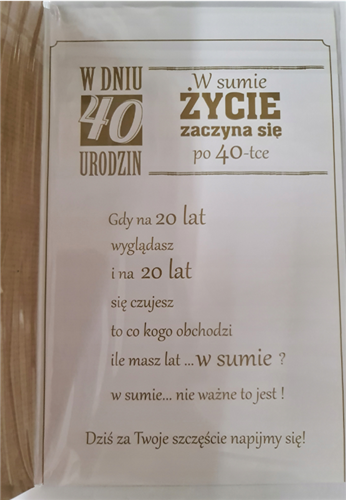 W DNIU
40
URODZIN
W sumie
ŻYCIE
zaczyna się
po 40-tce
Gdy na 20 lat
wyglądasz
i na 20 lat
się czujesz
to co kogo obchodzi
ile masz lat ...w sumie ?
w sumie... nie ważne to jest !
Dziś za Twoje szczęście napijmy się!